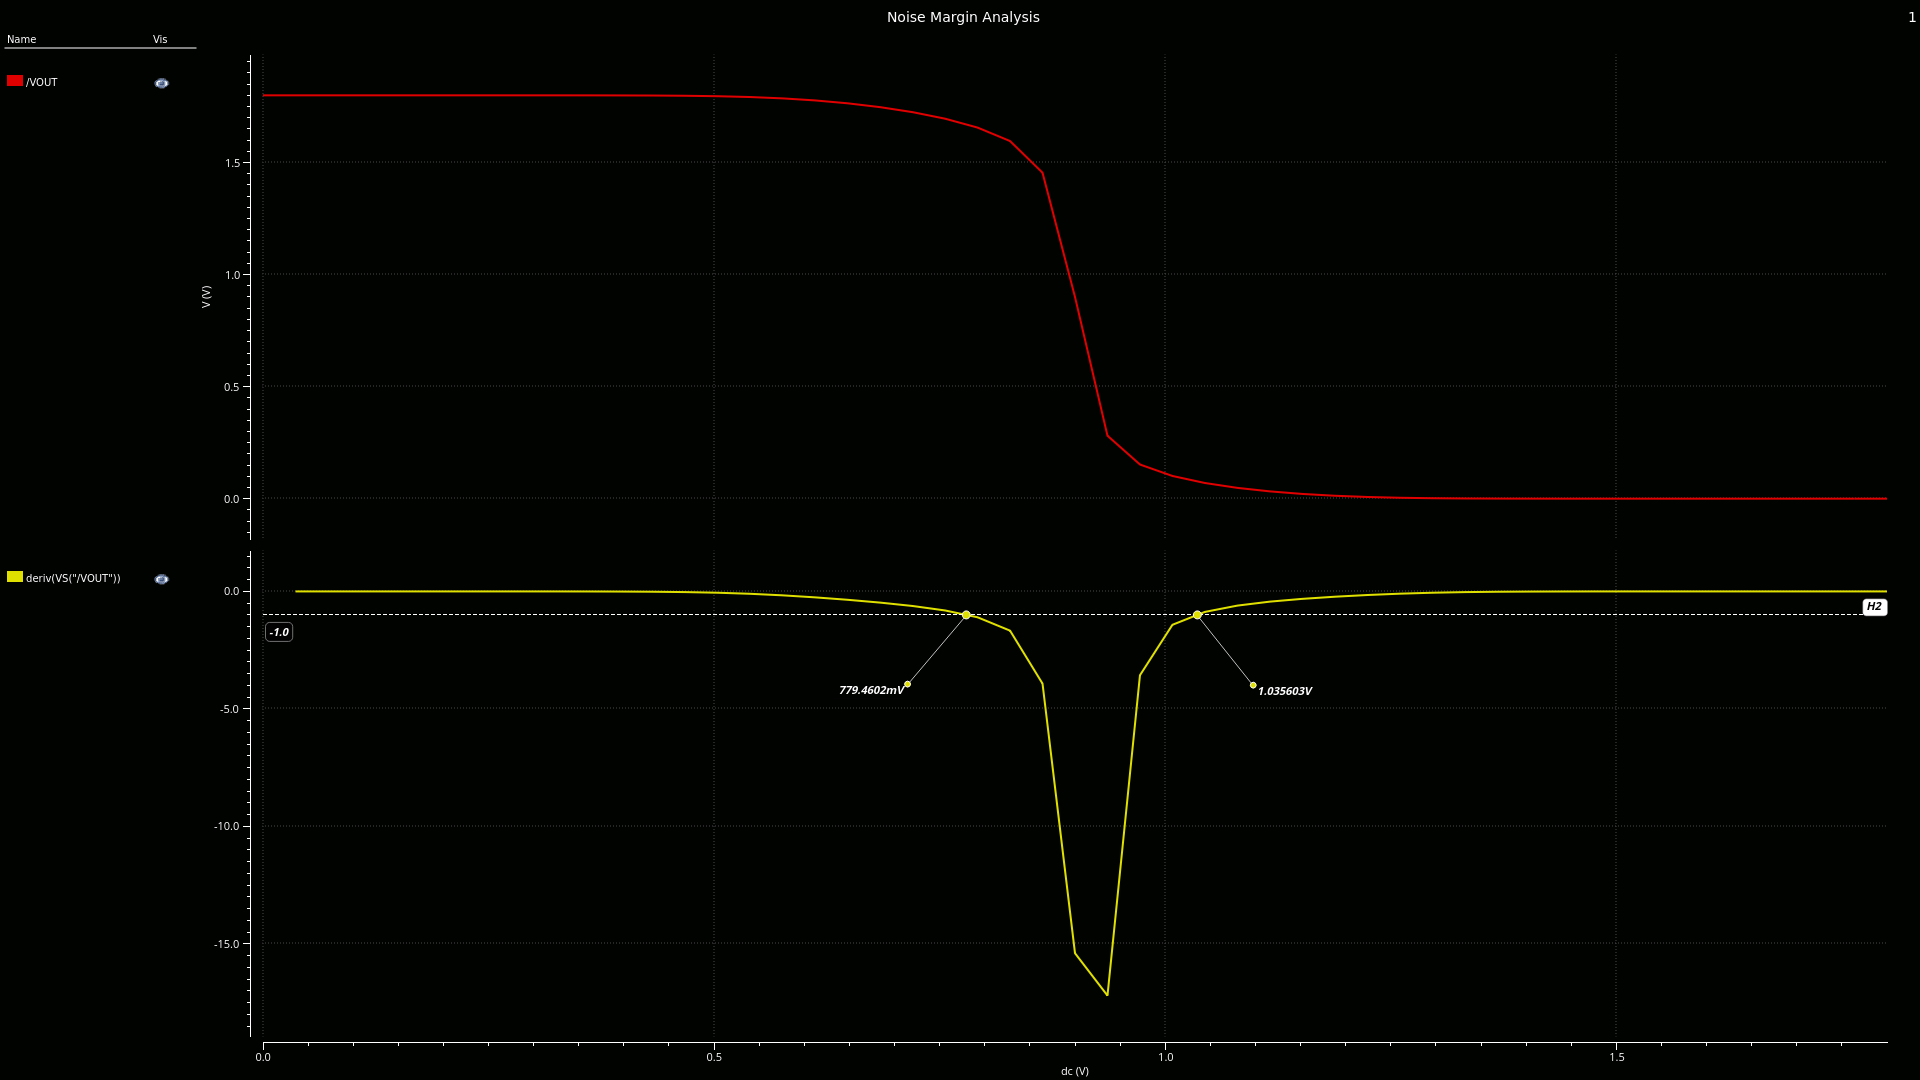 Noise Margin Analysis
1
Name Vis
/VOUT
1.5
1.0
V (V)
0.5
0.0
deriv(VS("/VOUT"))
0.0
H2
-1.0
779.4602mV
1.035603V
-5.0
-10.0
-15.0
0.0 0.5 1.0 1.5
dc (V)